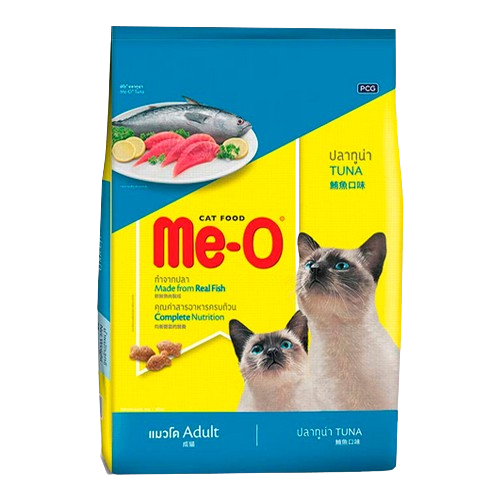 Me-O Tuna
PCG
ปลาทูน่า
TUNA
鮪魚口味
CAT FOOD
me-O®
ทำจากปลา
Made from Real Fish
คุณค่าสารอาหารครบถ้วน
Complete Nutrition
แมวโต Adult
成貓
ปลาทูน่า TUNA
鮪魚口味